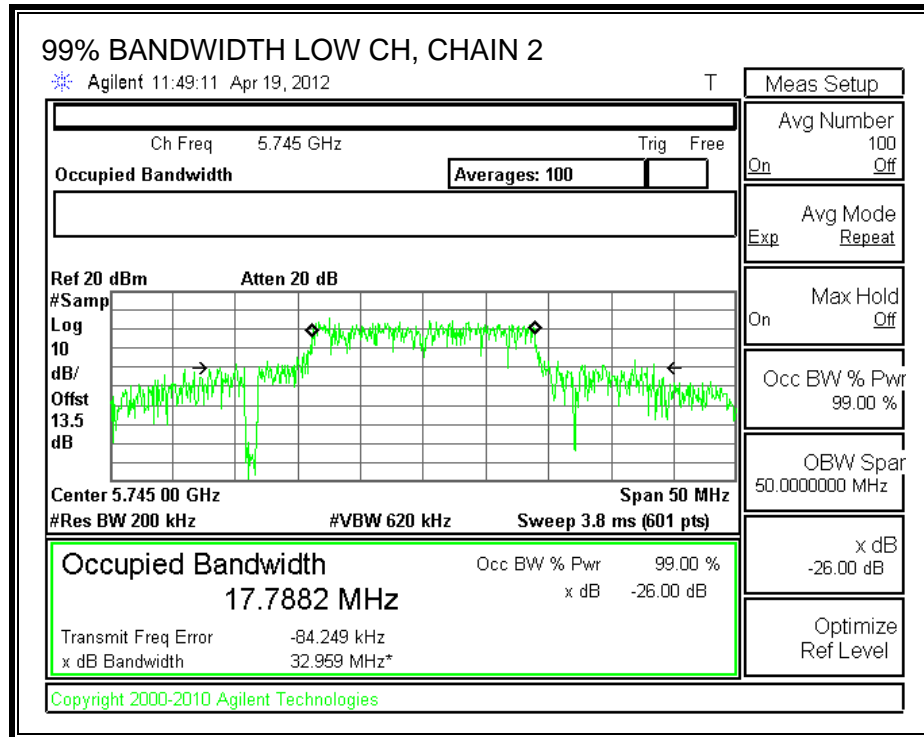 99% BANDWIDTH LOW CH, CHAIN 2
Agilent 11:49:11 Apr 19, 2012 T
Ch Freq 5.745 GHz Trig Free
Occupied Bandwidth Averages: 100
Ref 20 dBm Atten 20 dB
#Samp
Log
10
dB/
Offst
13.5
dB
Center 5.745 00 GHz Span 50 MHz
#Res BW 200 kHz #VBW 620 kHz Sweep 3.8 ms (601 pts)
Occupied Bandwidth Occ BW % Pwr 99.00 %
17.7882 MHz x dB -26.00 dB
Transmit Freq Error -84.249 kHz
x dB Bandwidth 32.959 MHz*
Copyright 2000-2010 Agilent Technologies
Meas Setup
Avg Number
100
On Off
Avg Mode
Exp Repeat
Max Hold
On Off
Occ BW % Pwr
99.00 %
OBW Span
50.0000000 MHz
x dB
-26.00 dB
Optimize
Ref Level